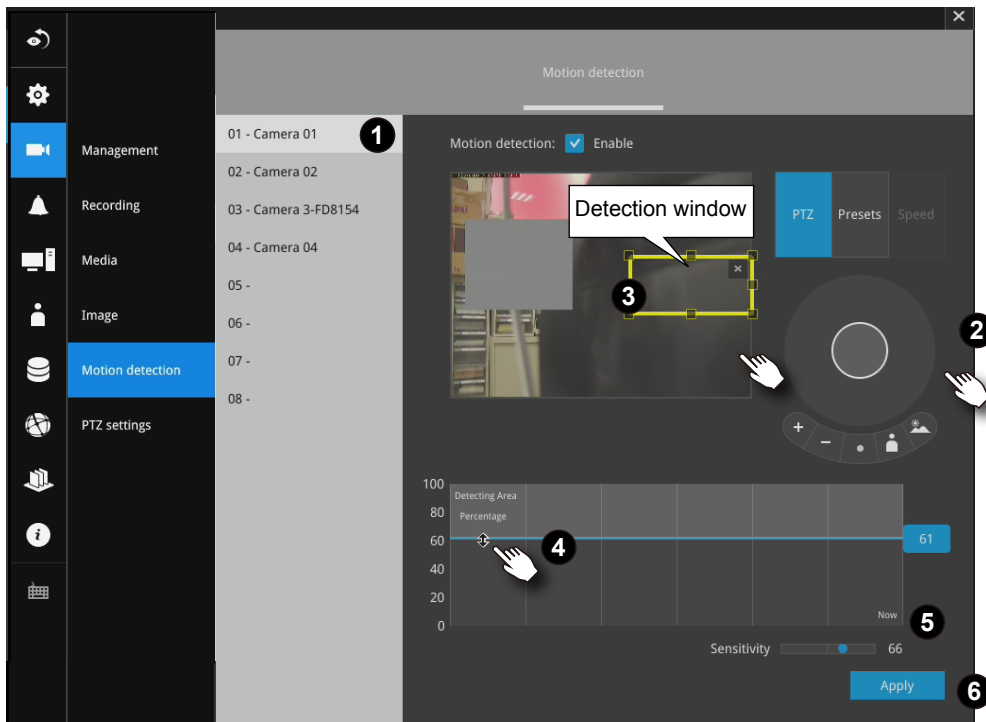 Motion detection
01 - Camera 01
1
02 - Camera 02
03 - Camera 3-FD8154
04 - Camera 04
05 -
06 -
07 -
08 -
Management
Recording
Media
Image
Motion detection
PTZ settings
Motion detection: Enable
Detection window
3
PTZ Presets Speed
2
100
80
60
40
20
0
Detecting Area
Percentage
4
61
Now
5
Sensitivity 66
Apply
6